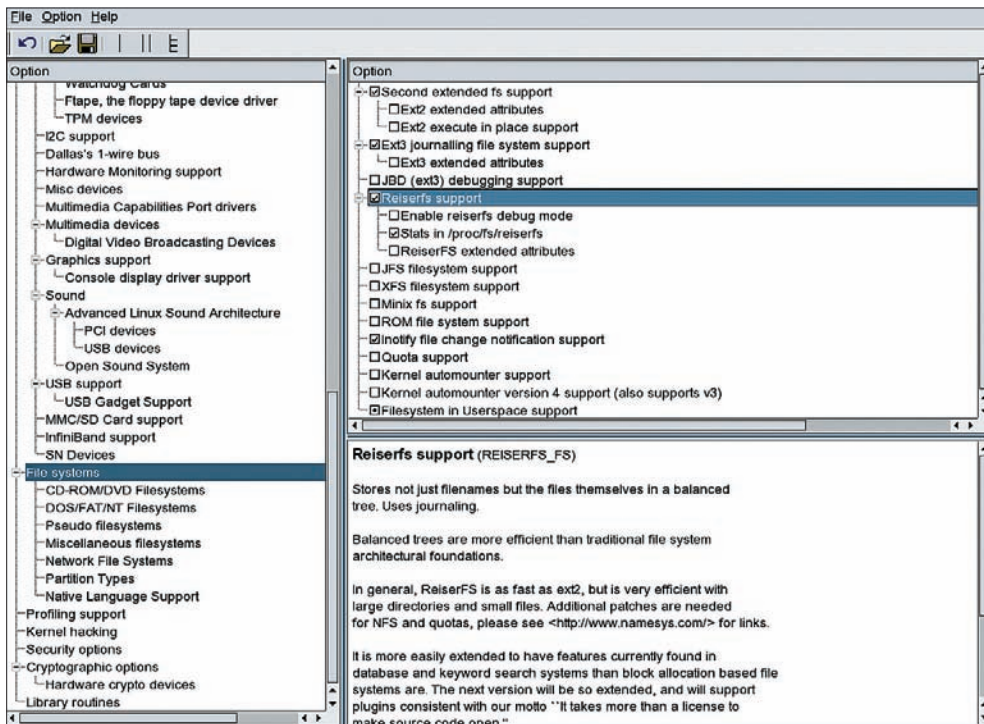 File Option Help
Option
Watchdog Cards
Ftape, the floppy tape device driver
TPM devices
I2C support
Dallas's 1-wire bus
Hardware Monitoring support
Misc devices
Multimedia Capabilities Port drivers
Multimedia devices
Digital Video Broadcasting Devices
Graphics support
Console display driver support
Sound
Advanced Linux Sound Architecture
PCI devices
USB devices
Open Sound System
USB support
USB Gadget Support
MMC/SD Card support
InfiniBand support
SN Devices
File systems
CD-ROM/DVD Filesystems
DOS/FAT/NT Filesystems
Pseudo filesystems
Miscellaneous filesystems
Network File Systems
Partition Types
Native Language Support
Profiling support
Kernel hacking
Security options
Cryptographic options
Hardware crypto devices
Library routines
Option
Second extended fs support
Ext2 extended attributes
Ext2 execute in place support
Ext3 journalling file system support
Ext3 extended attributes
JBD (ext3) debugging support
Reiserfs support
Enable reiserfs debug mode
Stats in /proc/fs/reiserfs
ReiserFS extended attributes
JFS filesystem support
XFS filesystem support
Minix fs support
ROM file system support
Inotify file change notification support
Quota support
Kernel automounter support
Kernel automounter version 4 support (also supports v3)
Filesystem in Userspace support
Reiserfs support (REISERFS_FS)
Stores not just filenames but the files themselves in a balanced
tree. Uses journaling.
Balanced trees are more efficient than traditional file system
architectural foundations.
In general, ReiserFS is as fast as ext2, but is very efficient with
large directories and small files. Additional patches are needed
for NFS and quotas, please see <http://www.namesys.com/> for links.
It is more easily extended to have features currently found in
database and keyword search systems than block allocation based file
systems are. The next version will be so extended, and will support
plugins consistent with our motto ``It takes more than a license to
make source code open.''